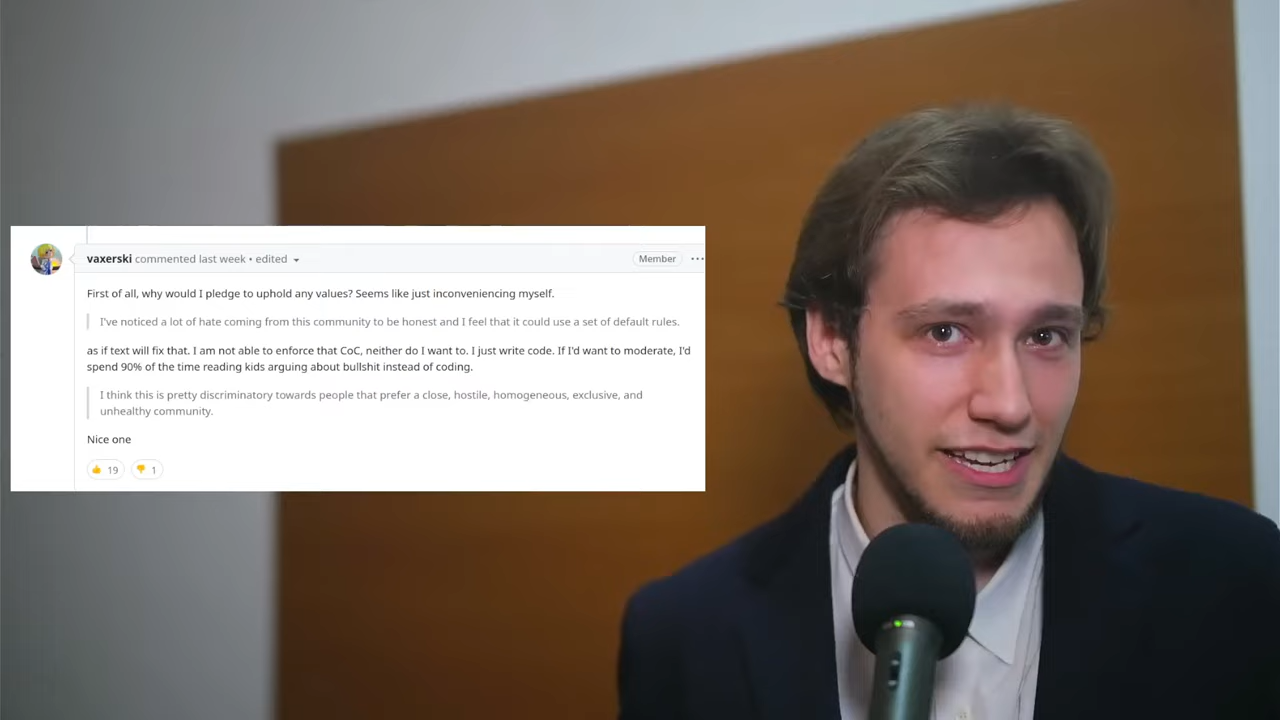 vaxerski commented last week • edited
Member
First of all, why would I pledge to uphold any values? Seems like just inconveniencing myself.
I've noticed a lot of hate coming from this community to be honest and I feel that it could use a set of default rules.
as if text will fix that. I am not able to enforce that CoC, neither do I want to. I just write code. If I'd want to moderate, I'd
spend 90% of the time reading kids arguing about bullshit instead of coding.
I think this is pretty discriminatory towards people that prefer a close, hostile, homogeneous, exclusive, and
unhealthy community.
Nice one
👍 19 👎 1